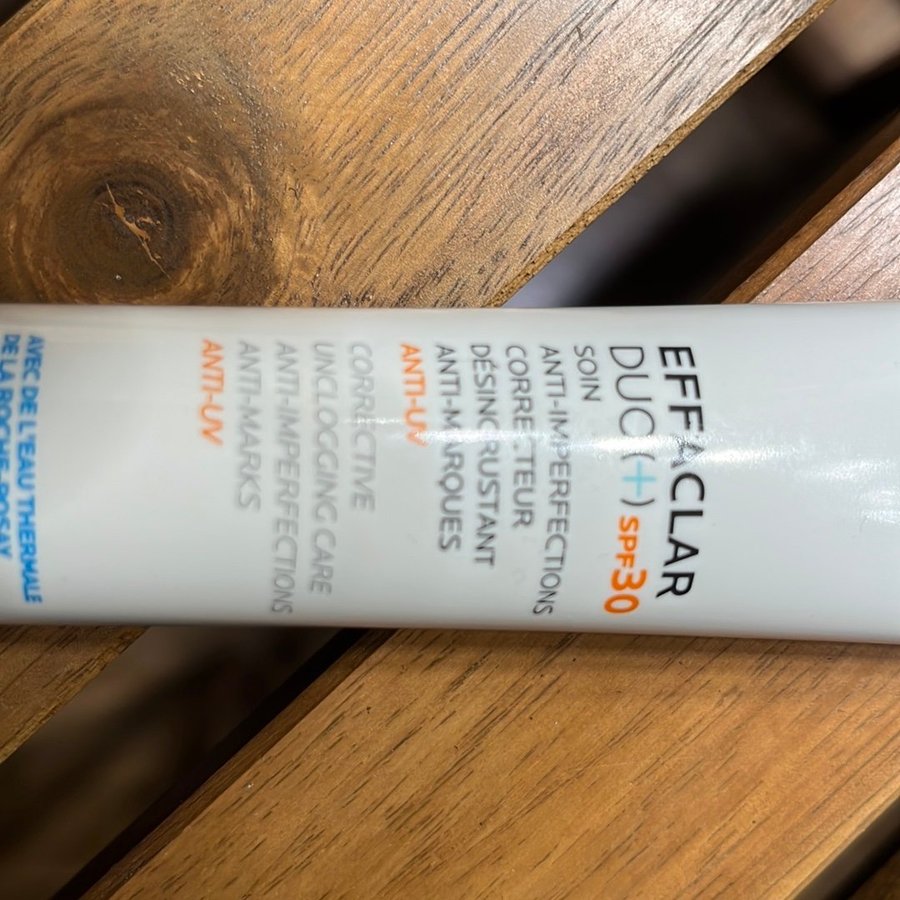 EFFACLAR
DUO(+) SPF30
SOIN
ANTI-IMPERFECTIONS
CORRECTEUR
DÉSINCRUSTANT
ANTI-MARQUES
ANTI-UV
CORRECTIVE
UNCLOGGING CARE
ANTI-IMPERFECTIONS
ANTI-MARKS
ANTI-UV
AVEC DE L'EAU THERMALE
DE LA ROCHE-POSAY